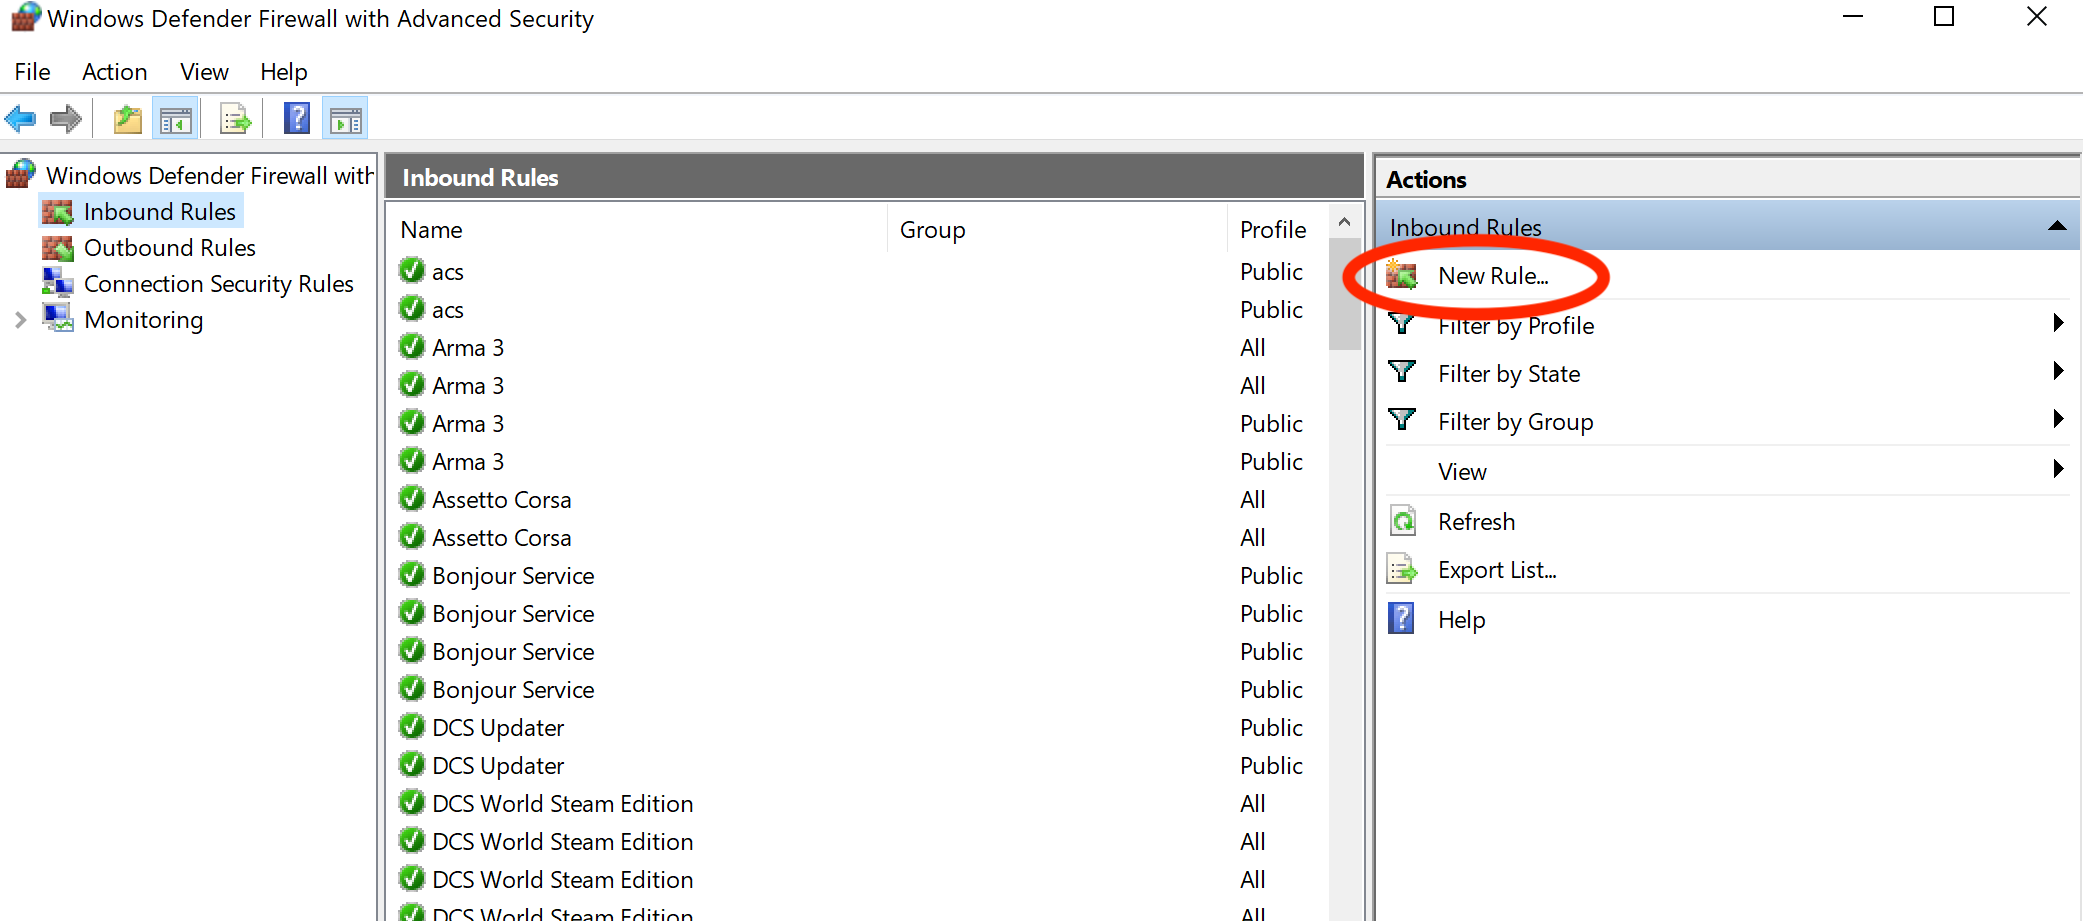 Windows Defender Firewall with Advanced Security
File Action View Help
Windows Defender Firewall with
Inbound Rules
Outbound Rules
Connection Security Rules
Monitoring
Inbound Rules
Name Group Profile
acs Public
acs Public
Arma 3 All
Arma 3 All
Arma 3 Public
Arma 3 Public
Assetto Corsa All
Assetto Corsa All
Bonjour Service Public
Bonjour Service Public
Bonjour Service Public
Bonjour Service Public
DCS Updater Public
DCS Updater Public
DCS World Steam Edition All
DCS World Steam Edition All
DCS World Steam Edition All
DCS World Steam Edition All
Actions
Inbound Rules
New Rule...
Filter by Profile
Filter by State
Filter by Group
View
Refresh
Export List...
Help